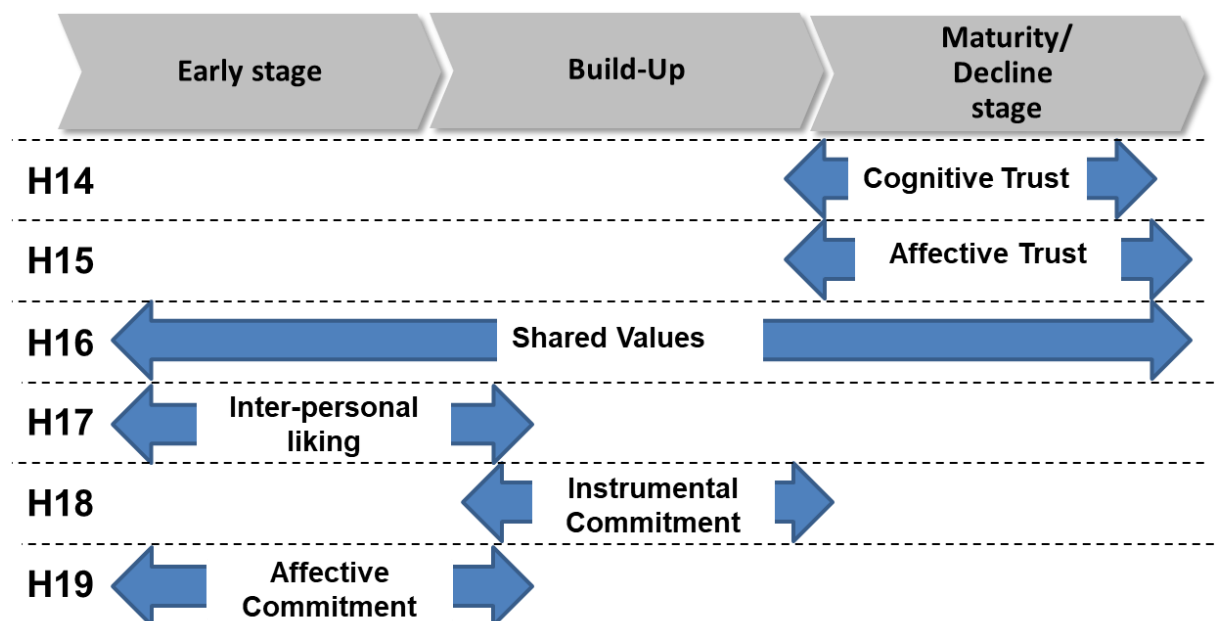 Early stage
Build-Up
Maturity/
Decline
stage
H14
Cognitive Trust
H15
Affective Trust
H16
Shared Values
H17
Inter-personal
liking
H18
Instrumental
Commitment
H19
Affective
Commitment